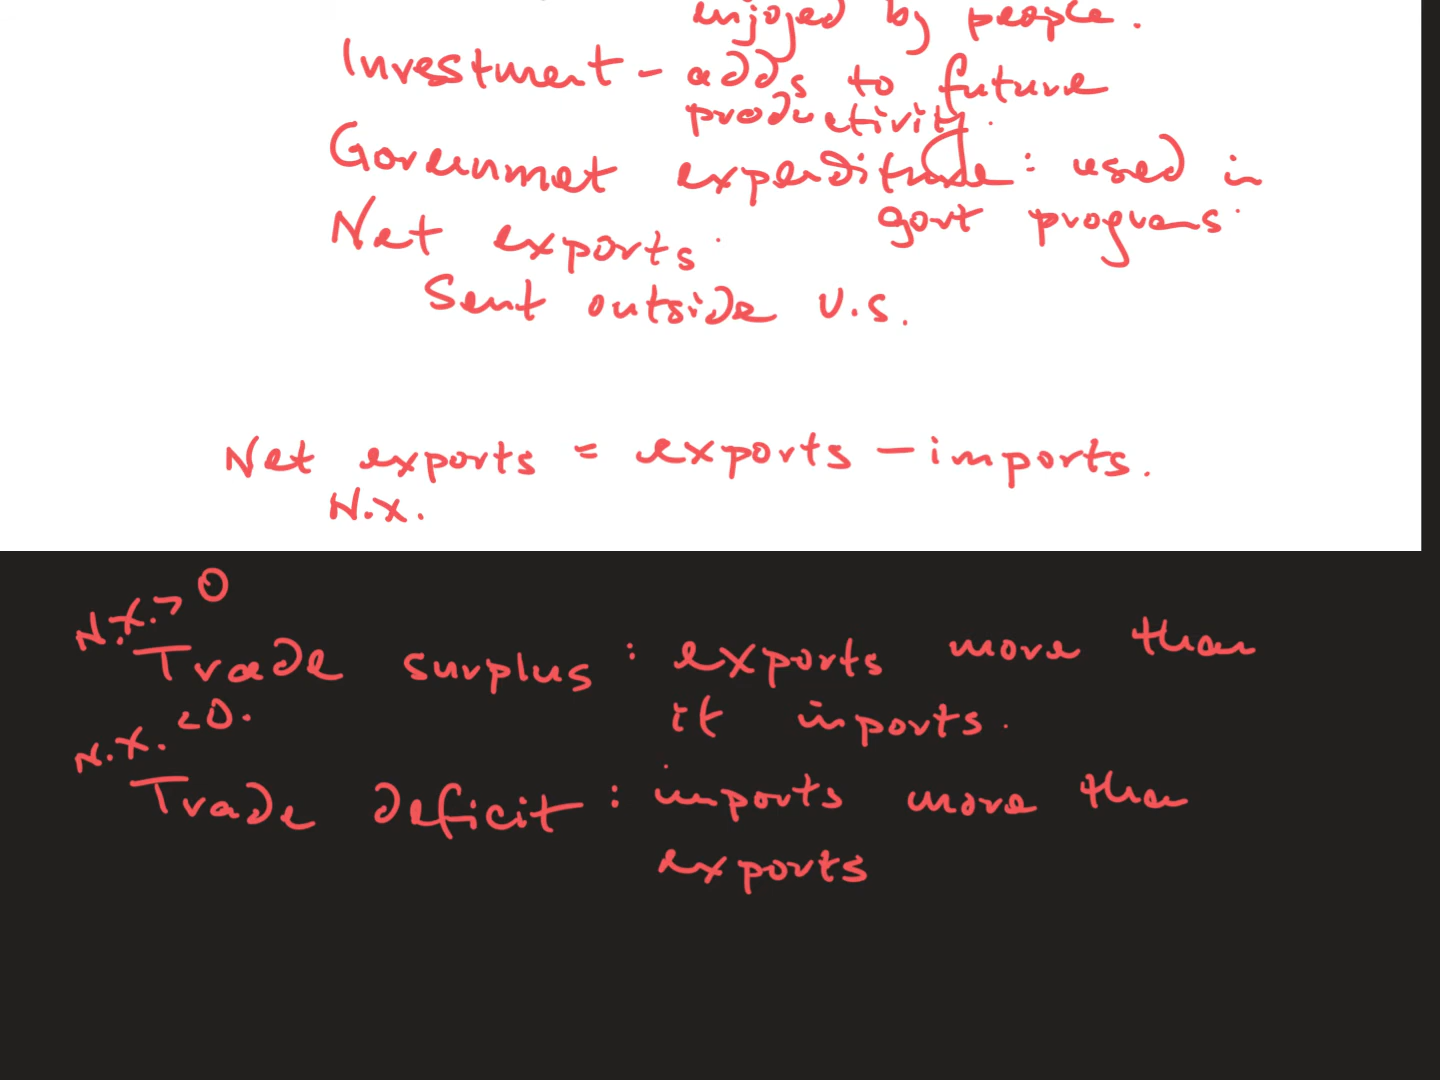 enjoyed by people.
Investment - adds to future
productivity.
Governmet expenditure: used in
govt programs.
Net exports.
Sent outside U.S.
Net exports = exports - imports.
N.X.
N.X. > 0
Trade surplus : exports more than
it imports.
N.X. < 0.
Trade deficit : imports more than
exports